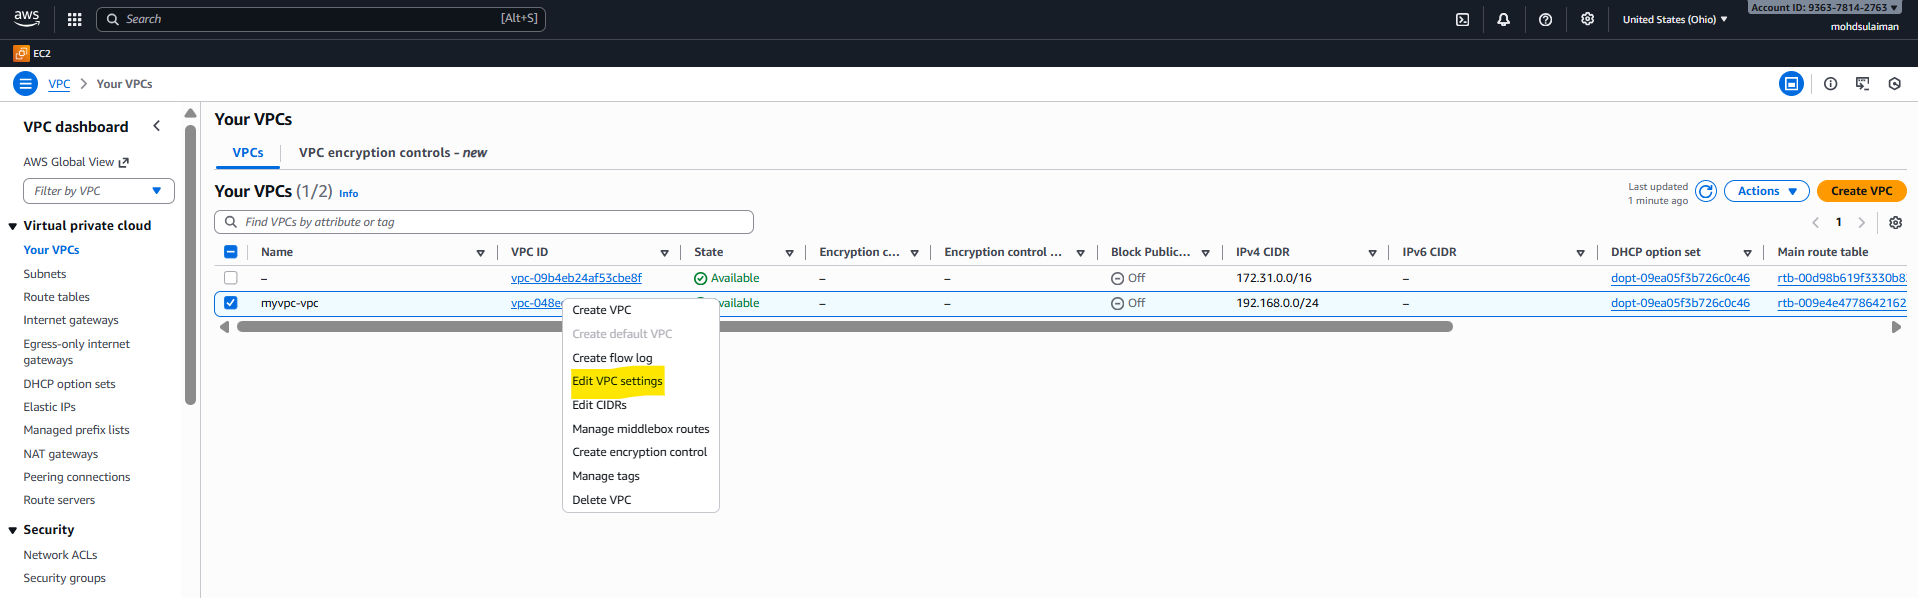 aws
Search [Alt+S]
United States (Ohio)
Account ID: 9363-7814-2763
mohdsulaiman
EC2
VPC > Your VPCs
VPC dashboard
AWS Global View
Filter by VPC
Virtual private cloud
Your VPCs
Subnets
Route tables
Internet gateways
Egress-only internet
gateways
DHCP option sets
Elastic IPs
Managed prefix lists
NAT gateways
Peering connections
Route servers
Security
Network ACLs
Security groups
Your VPCs
VPCs VPC encryption controls - new
Your VPCs (1/2) Info
Last updated
1 minute ago
Actions
Create VPC
Find VPCs by attribute or tag
1
Name VPC ID State Encryption c... Encryption control ... Block Public... IPv4 CIDR IPv6 CIDR DHCP option set Main route table
– vpc-09b4eb24af53cbe8f Available – – Off 172.31.0.0/16 – dopt-09ea05f3b726c0c46 rtb-00d98b619f3330b8
myvpc-vpc vpc-048e vailable – – Off 192.168.0.0/24 – dopt-09ea05f3b726c0c46 rtb-009e4e4778642162
Create VPC
Create default VPC
Create flow log
Edit VPC settings
Edit CIDRs
Manage middlebox routes
Create encryption control
Manage tags
Delete VPC